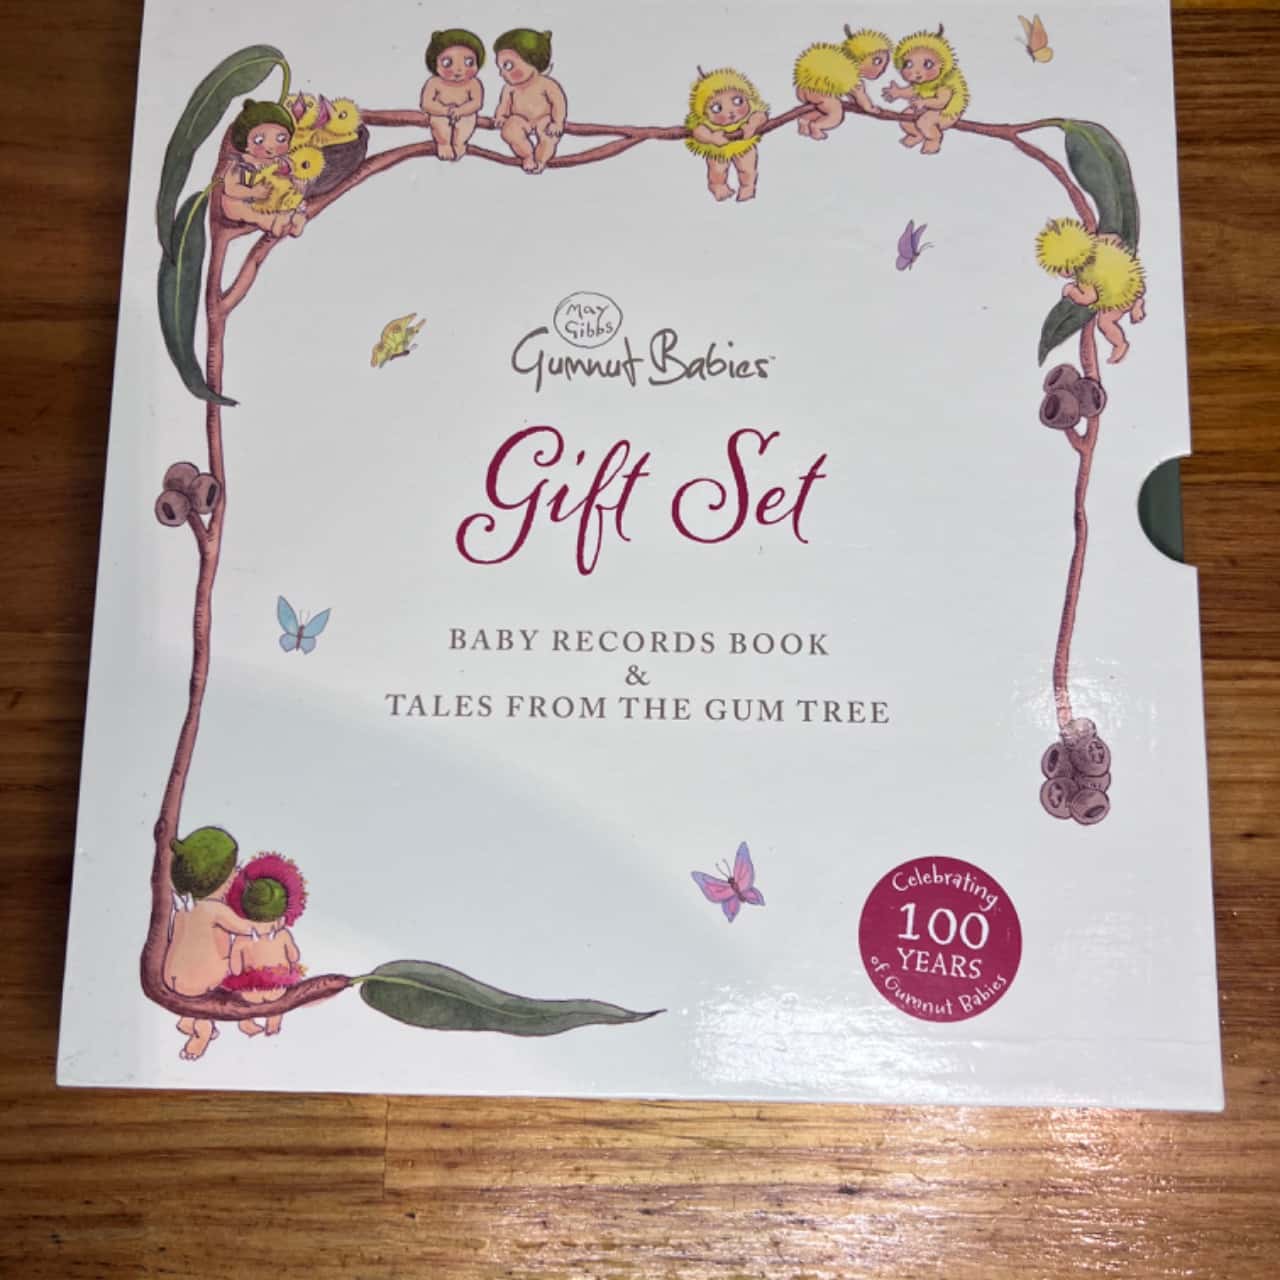 May
Gibbs
Gumnut Babies™
Gift Set
BABY RECORDS BOOK
&
TALES FROM THE GUM TREE
Celebrating
100
YEARS
of Gumnut Babies